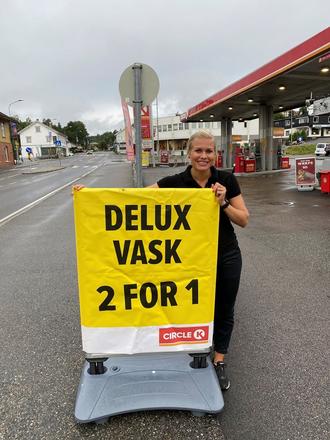 DELUX
VASK
2 FOR 1
CIRCLE K